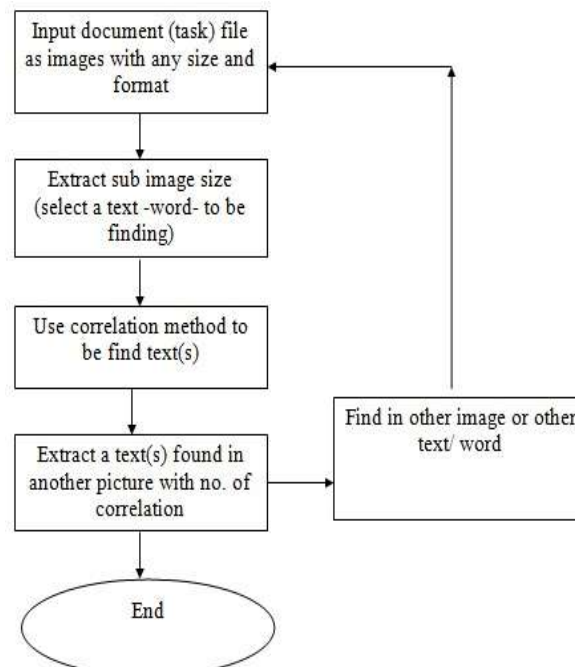 Input document (task) file
as images with any size and
format
Extract sub image size
(select a text -word- to be
finding)
Use correlation method to
be find text(s)
Find in other image or other
text/ word
Extract a text(s) found in
another picture with no. of
correlation
End